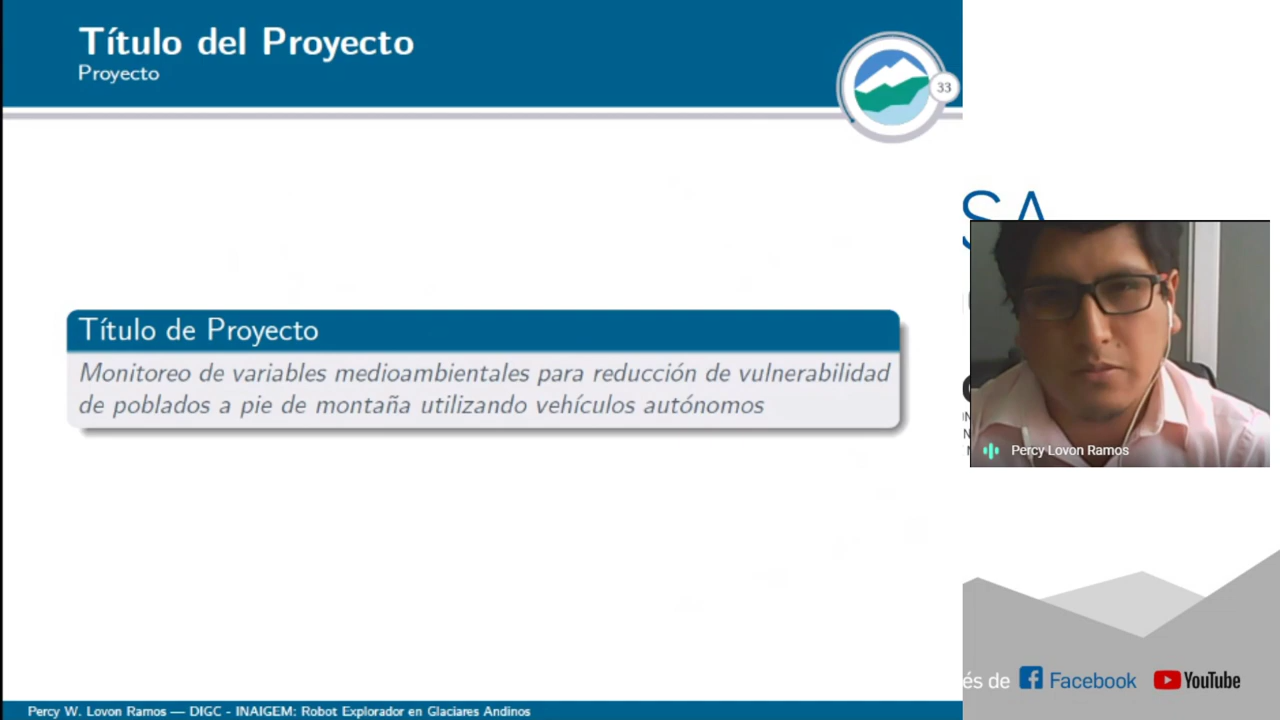 Título del Proyecto
Proyecto
33
SA
Título de Proyecto
Monitoreo de variables medioambientales para reducción de vulnerabilidad
de poblados a pie de montaña utilizando vehículos autónomos
Percy Lovon Ramos
és de Facebook YouTube
Percy W. Lovon Ramos — DIGC - INAIGEM: Robot Explorador en Glaciares Andinos